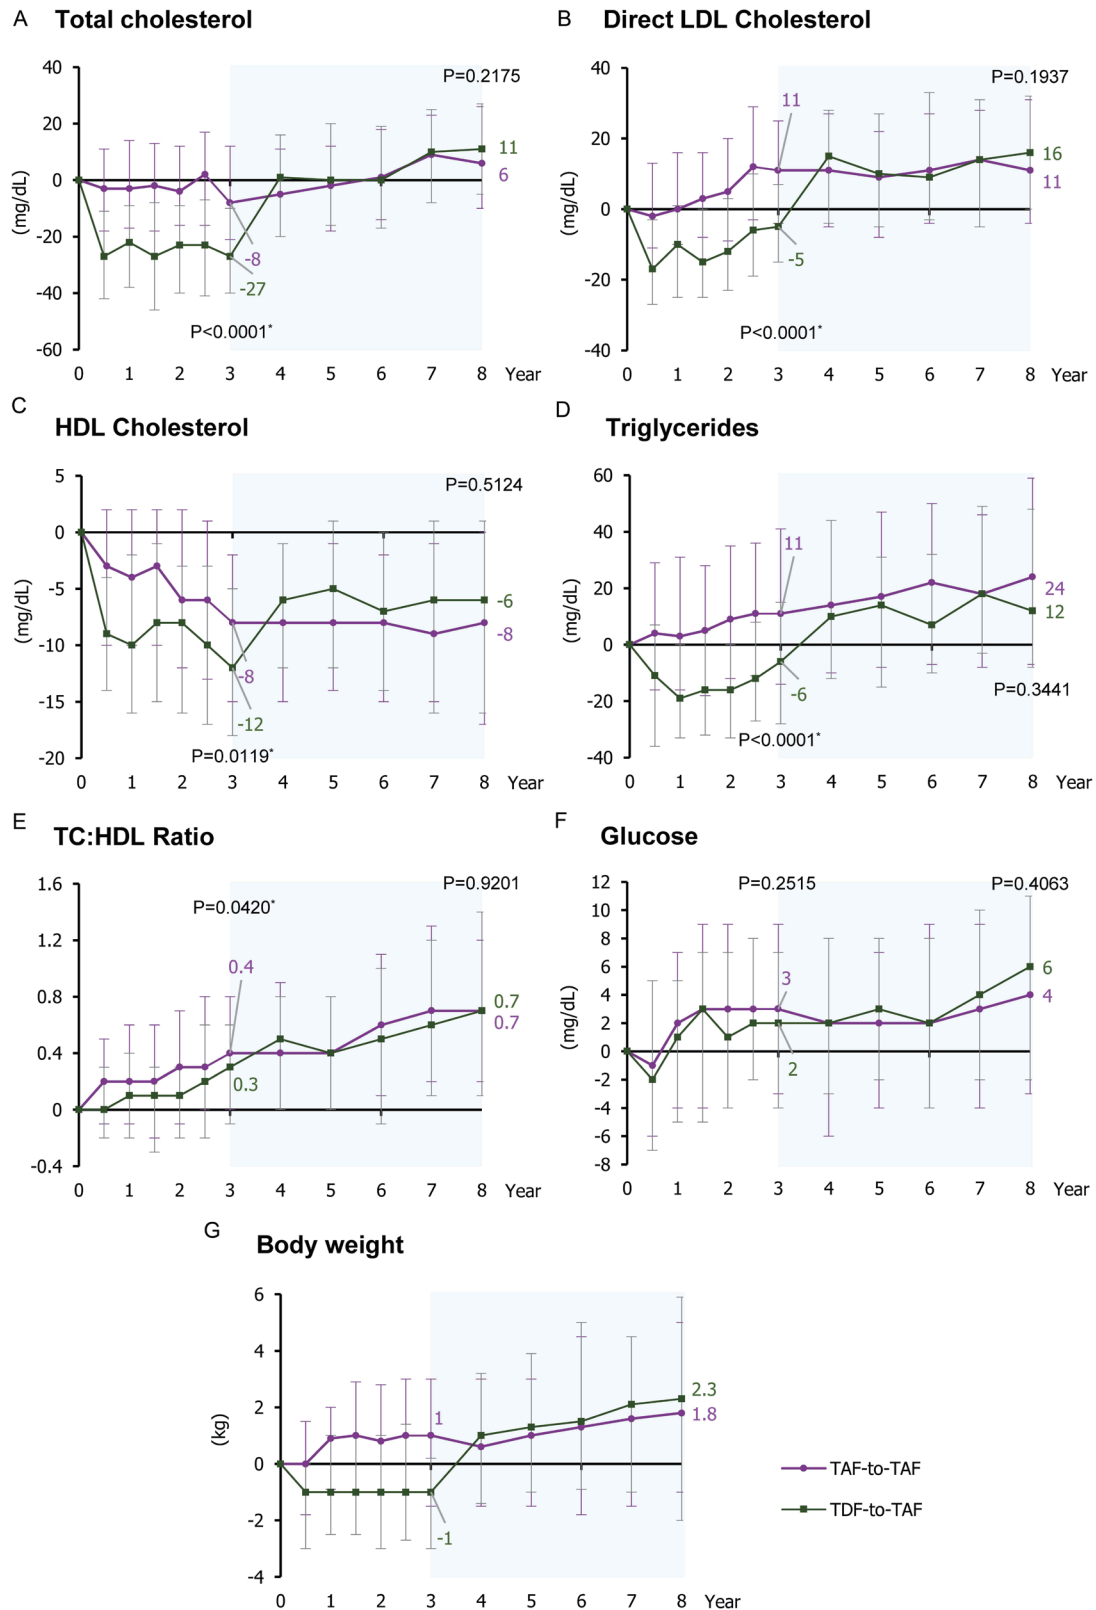 A Total cholesterol
40
20
0
-20
-40
-60
(mg/dL)
P=0.2175
11
6
-8
-27
P<0.0001*
0 1 2 3 4 5 6 7 8 Year
B Direct LDL Cholesterol
40
20
0
-20
-40
(mg/dL)
P=0.1937
11
16
11
-5
P<0.0001*
0 1 2 3 4 5 6 7 8 Year
C HDL Cholesterol
5
0
-5
-10
-15
-20
(mg/dL)
P=0.5124
-6
-8
-8
-12
P=0.0119*
0 1 2 3 4 5 6 7 8 Year
D Triglycerides
60
40
20
0
-20
-40
(mg/dL)
11
24
12
-6
P=0.3441
P<0.0001*
0 1 2 3 4 5 6 7 8 Year
E TC:HDL Ratio
1.6
1.2
0.8
0.4
0
-0.4
P=0.9201
P=0.0420*
0.4
0.7
0.7
0.3
0 1 2 3 4 5 6 7 8 Year
F Glucose
12
10
8
6
4
2
0
-2
-4
-6
-8
(mg/dL)
P=0.2515 P=0.4063
3
6
4
2
0 1 2 3 4 5 6 7 8 Year
G Body weight
6
4
2
0
-2
-4
(kg)
1
2.3
1.8
-1
0 1 2 3 4 5 6 7 8 Year
TAF-to-TAF
TDF-to-TAF